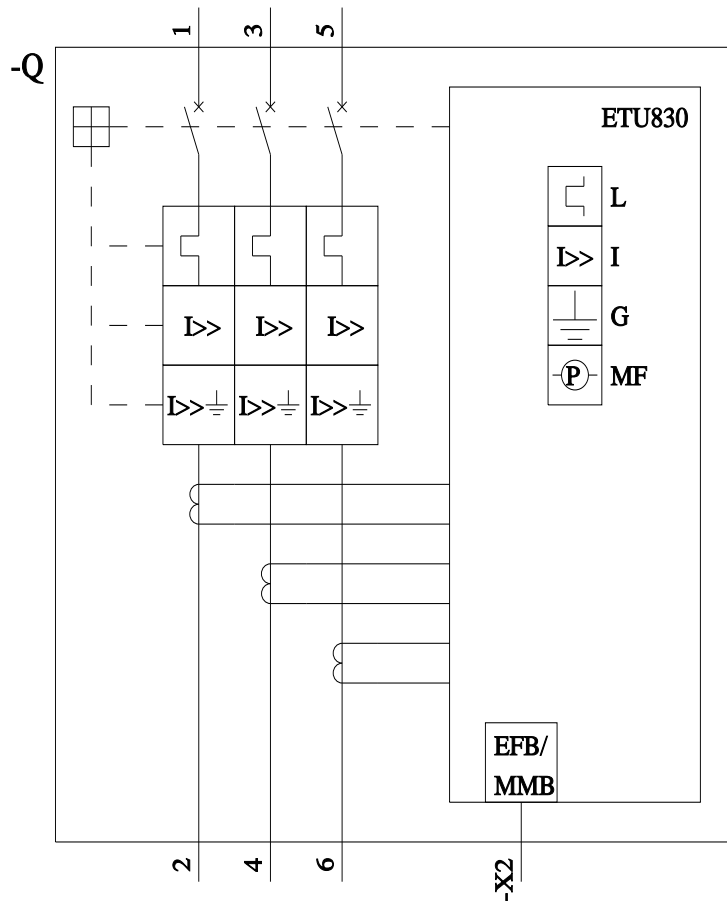 1 3 5
-Q
ETU830
L
I>> I
G
P MF
I>> I>> I>>
I>> I>> I>>
EFB/
MMB
2 4 6 -X2